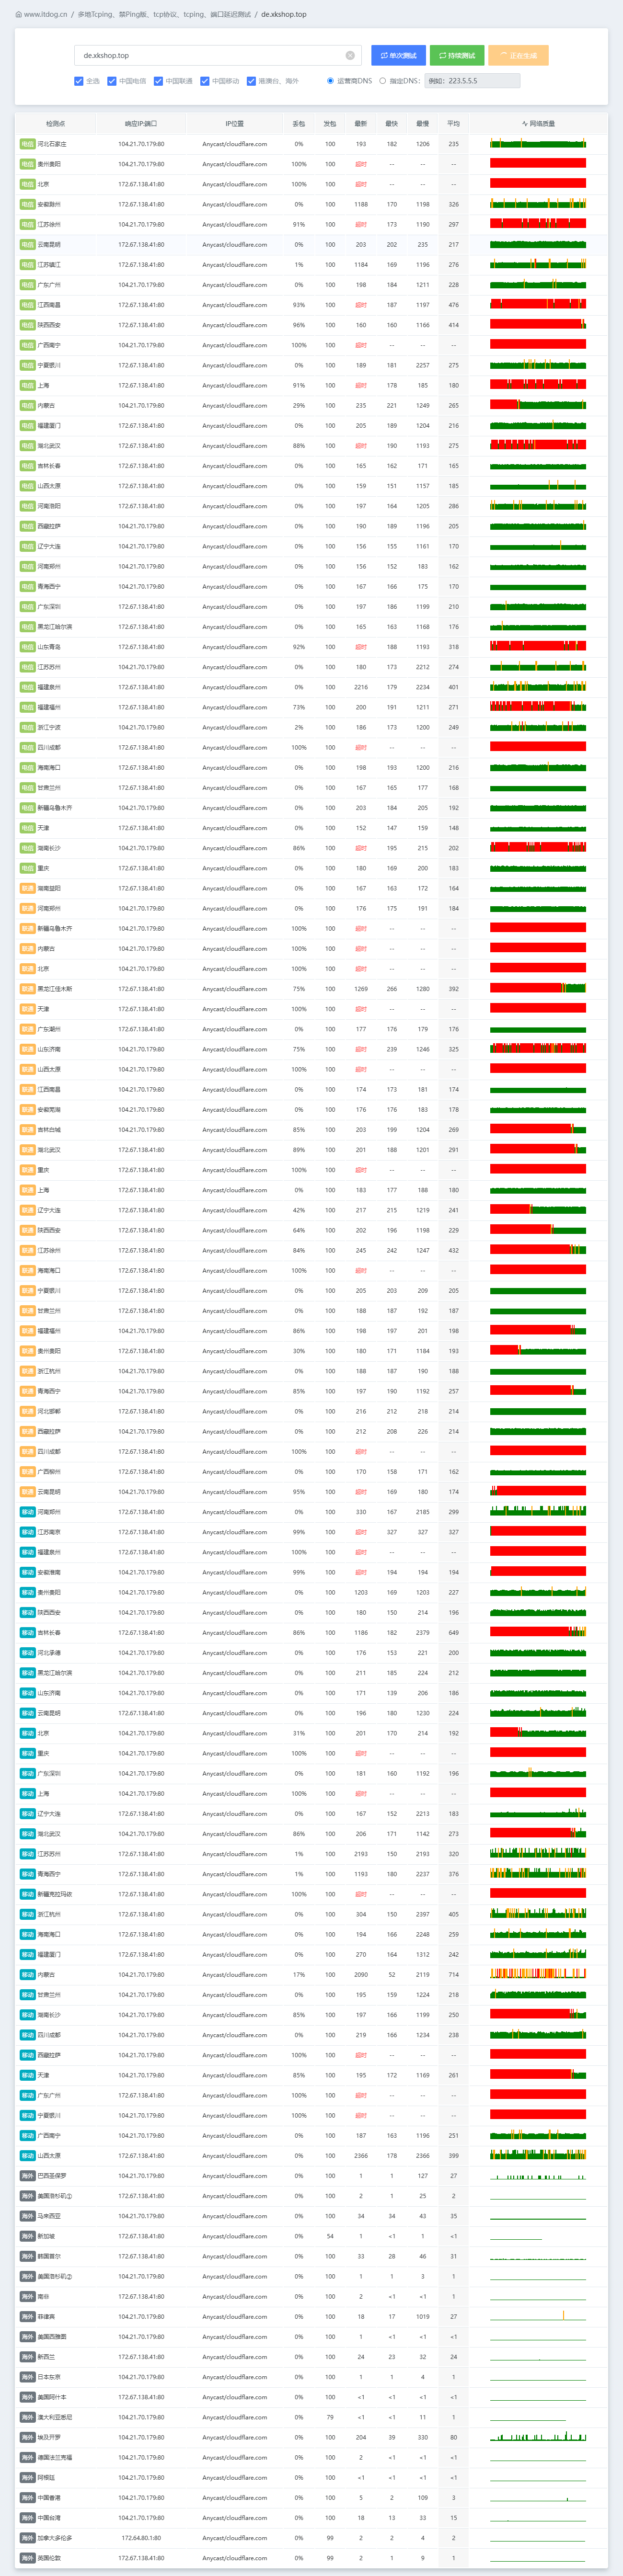 www.itdog.cn / 多地Tcping、禁Ping版、tcp协议、tcping、端口延迟测试 / de.xkshop.top
de.xkshop.top 单次测试 持续测试 正在生成
全选 中国电信 中国联通 中国移动 港澳台、海外 运营商DNS 指定DNS: 例如：223.5.5.5
检测点 响应IP:端口 IP位置 丢包 发包 最新 最快 最慢 平均 网络质量
电信 河北石家庄 104.21.70.179:80 Anycast/cloudflare.com 0% 100 193 182 1206 235
电信 贵州贵阳 172.67.138.41:80 Anycast/cloudflare.com 100% 100 超时 -- -- --
电信 北京 172.67.138.41:80 Anycast/cloudflare.com 100% 100 超时 -- -- --
电信 安徽滁州 172.67.138.41:80 Anycast/cloudflare.com 0% 100 1188 170 1198 326
电信 江苏徐州 104.21.70.179:80 Anycast/cloudflare.com 91% 100 超时 173 1190 297
电信 云南昆明 172.67.138.41:80 Anycast/cloudflare.com 0% 100 203 202 235 217
电信 江苏镇江 172.67.138.41:80 Anycast/cloudflare.com 1% 100 1184 169 1196 276
电信 广东广州 104.21.70.179:80 Anycast/cloudflare.com 0% 100 198 184 1211 228
电信 江西南昌 172.67.138.41:80 Anycast/cloudflare.com 93% 100 超时 187 1197 476
电信 陕西西安 172.67.138.41:80 Anycast/cloudflare.com 96% 100 160 160 1166 414
电信 广西南宁 104.21.70.179:80 Anycast/cloudflare.com 100% 100 超时 -- -- --
电信 宁夏银川 172.67.138.41:80 Anycast/cloudflare.com 0% 100 189 181 2257 275
电信 上海 172.67.138.41:80 Anycast/cloudflare.com 91% 100 超时 178 185 180
电信 内蒙古 104.21.70.179:80 Anycast/cloudflare.com 29% 100 235 221 1249 265
电信 福建厦门 172.67.138.41:80 Anycast/cloudflare.com 0% 100 205 189 1204 216
电信 湖北武汉 172.67.138.41:80 Anycast/cloudflare.com 88% 100 超时 190 1193 275
电信 吉林长春 172.67.138.41:80 Anycast/cloudflare.com 0% 100 165 162 171 165
电信 山西太原 172.67.138.41:80 Anycast/cloudflare.com 0% 100 159 151 1157 185
电信 河南洛阳 172.67.138.41:80 Anycast/cloudflare.com 0% 100 197 164 1205 286
电信 西藏拉萨 104.21.70.179:80 Anycast/cloudflare.com 0% 100 190 189 1196 205
电信 辽宁大连 104.21.70.179:80 Anycast/cloudflare.com 0% 100 156 155 1161 170
电信 河南郑州 104.21.70.179:80 Anycast/cloudflare.com 0% 100 156 152 183 162
电信 青海西宁 104.21.70.179:80 Anycast/cloudflare.com 0% 100 167 166 175 170
电信 广东深圳 172.67.138.41:80 Anycast/cloudflare.com 0% 100 197 186 1199 210
电信 黑龙江哈尔滨 172.67.138.41:80 Anycast/cloudflare.com 0% 100 165 163 1168 176
电信 山东青岛 172.67.138.41:80 Anycast/cloudflare.com 92% 100 超时 188 1193 318
电信 江苏苏州 104.21.70.179:80 Anycast/cloudflare.com 0% 100 180 173 2212 274
电信 福建泉州 172.67.138.41:80 Anycast/cloudflare.com 0% 100 2216 179 2234 401
电信 福建福州 172.67.138.41:80 Anycast/cloudflare.com 73% 100 200 191 1211 271
电信 浙江宁波 104.21.70.179:80 Anycast/cloudflare.com 2% 100 186 173 1200 249
电信 四川成都 172.67.138.41:80 Anycast/cloudflare.com 100% 100 超时 -- -- --
电信 海南海口 172.67.138.41:80 Anycast/cloudflare.com 0% 100 198 193 1200 216
电信 甘肃兰州 172.67.138.41:80 Anycast/cloudflare.com 0% 100 167 165 177 168
电信 新疆乌鲁木齐 104.21.70.179:80 Anycast/cloudflare.com 0% 100 203 184 205 192
电信 天津 172.67.138.41:80 Anycast/cloudflare.com 0% 100 152 147 159 148
电信 湖南长沙 104.21.70.179:80 Anycast/cloudflare.com 86% 100 超时 195 215 202
电信 重庆 172.67.138.41:80 Anycast/cloudflare.com 0% 100 180 169 200 183
联通 湖南益阳 172.67.138.41:80 Anycast/cloudflare.com 0% 100 167 163 172 164
联通 河南郑州 104.21.70.179:80 Anycast/cloudflare.com 0% 100 176 175 191 184
联通 新疆乌鲁木齐 172.67.138.41:80 Anycast/cloudflare.com 100% 100 超时 -- -- --
联通 内蒙古 104.21.70.179:80 Anycast/cloudflare.com 100% 100 超时 -- -- --
联通 北京 172.67.138.41:80 Anycast/cloudflare.com 100% 100 超时 -- -- --
联通 黑龙江佳木斯 172.67.138.41:80 Anycast/cloudflare.com 75% 100 1269 266 1280 392
联通 天津 172.67.138.41:80 Anycast/cloudflare.com 100% 100 超时 -- -- --
联通 广东潮州 172.67.138.41:80 Anycast/cloudflare.com 0% 100 177 176 179 176
联通 山东济南 104.21.70.179:80 Anycast/cloudflare.com 75% 100 超时 239 1246 325
联通 山西太原 172.67.138.41:80 Anycast/cloudflare.com 100% 100 超时 -- -- --
联通 江西南昌 104.21.70.179:80 Anycast/cloudflare.com 0% 100 174 173 181 174
联通 安徽芜湖 104.21.70.179:80 Anycast/cloudflare.com 0% 100 176 176 183 178
联通 吉林白城 104.21.70.179:80 Anycast/cloudflare.com 85% 100 203 199 1204 269
联通 湖北武汉 172.67.138.41:80 Anycast/cloudflare.com 89% 100 201 188 1201 291
联通 重庆 172.67.138.41:80 Anycast/cloudflare.com 100% 100 超时 -- -- --
联通 上海 172.67.138.41:80 Anycast/cloudflare.com 0% 100 183 177 188 180
联通 辽宁大连 172.67.138.41:80 Anycast/cloudflare.com 42% 100 217 215 1219 241
联通 陕西西安 172.67.138.41:80 Anycast/cloudflare.com 64% 100 202 196 1198 229
联通 江苏徐州 172.67.138.41:80 Anycast/cloudflare.com 84% 100 245 242 1247 432
联通 海南海口 172.67.138.41:80 Anycast/cloudflare.com 100% 100 超时 -- -- --
联通 宁夏银川 172.67.138.41:80 Anycast/cloudflare.com 0% 100 205 203 209 205
联通 甘肃兰州 172.67.138.41:80 Anycast/cloudflare.com 0% 100 188 187 192 187
联通 福建福州 104.21.70.179:80 Anycast/cloudflare.com 86% 100 198 197 201 198
联通 贵州贵阳 172.67.138.41:80 Anycast/cloudflare.com 30% 100 180 171 1184 193
联通 浙江杭州 104.21.70.179:80 Anycast/cloudflare.com 0% 100 188 187 190 188
联通 青海西宁 104.21.70.179:80 Anycast/cloudflare.com 85% 100 197 190 1192 257
联通 河北邯郸 172.67.138.41:80 Anycast/cloudflare.com 0% 100 216 212 218 214
联通 西藏拉萨 104.21.70.179:80 Anycast/cloudflare.com 0% 100 212 208 226 214
联通 四川成都 172.67.138.41:80 Anycast/cloudflare.com 100% 100 超时 -- -- --
联通 广西柳州 172.67.138.41:80 Anycast/cloudflare.com 0% 100 170 158 171 162
联通 云南昆明 104.21.70.179:80 Anycast/cloudflare.com 95% 100 超时 169 180 174
移动 河南郑州 172.67.138.41:80 Anycast/cloudflare.com 0% 100 330 167 2185 299
移动 江苏南京 172.67.138.41:80 Anycast/cloudflare.com 99% 100 超时 327 327 327
移动 福建泉州 172.67.138.41:80 Anycast/cloudflare.com 100% 100 超时 -- -- --
移动 安徽淮南 172.67.138.41:80 Anycast/cloudflare.com 99% 100 超时 194 194 194
移动 贵州贵阳 104.21.70.179:80 Anycast/cloudflare.com 0% 100 1203 169 1203 227
移动 陕西西安 172.67.138.41:80 Anycast/cloudflare.com 0% 100 180 150 214 196
移动 吉林长春 172.67.138.41:80 Anycast/cloudflare.com 86% 100 1186 182 2379 649
移动 河北承德 104.21.70.179:80 Anycast/cloudflare.com 0% 100 176 153 221 200
移动 黑龙江哈尔滨 104.21.70.179:80 Anycast/cloudflare.com 0% 100 211 185 224 212
移动 山东济南 104.21.70.179:80 Anycast/cloudflare.com 0% 100 171 139 206 186
移动 云南昆明 172.67.138.41:80 Anycast/cloudflare.com 0% 100 196 180 1230 224
移动 北京 104.21.70.179:80 Anycast/cloudflare.com 31% 100 201 170 214 192
移动 重庆 104.21.70.179:80 Anycast/cloudflare.com 100% 100 超时 -- -- --
移动 广东深圳 104.21.70.179:80 Anycast/cloudflare.com 0% 100 181 160 1192 196
移动 上海 172.67.138.41:80 Anycast/cloudflare.com 100% 100 超时 -- -- --
移动 辽宁大连 172.67.138.41:80 Anycast/cloudflare.com 0% 100 167 152 2213 183
移动 湖北武汉 104.21.70.179:80 Anycast/cloudflare.com 86% 100 206 171 1142 273
移动 江苏苏州 172.67.138.41:80 Anycast/cloudflare.com 1% 100 2193 150 2193 320
移动 青海西宁 172.67.138.41:80 Anycast/cloudflare.com 1% 100 1193 180 2237 376
移动 新疆克拉玛依 172.67.138.41:80 Anycast/cloudflare.com 100% 100 超时 -- -- --
移动 浙江杭州 172.67.138.41:80 Anycast/cloudflare.com 0% 100 304 150 2397 405
移动 海南海口 172.67.138.41:80 Anycast/cloudflare.com 0% 100 194 166 2248 259
移动 福建厦门 172.67.138.41:80 Anycast/cloudflare.com 0% 100 270 164 1312 242
移动 内蒙古 104.21.70.179:80 Anycast/cloudflare.com 17% 100 2090 52 2119 714
移动 甘肃兰州 104.21.70.179:80 Anycast/cloudflare.com 0% 100 195 159 1224 218
移动 湖南长沙 104.21.70.179:80 Anycast/cloudflare.com 85% 100 197 166 1199 250
移动 四川成都 104.21.70.179:80 Anycast/cloudflare.com 0% 100 219 166 1234 238
移动 西藏拉萨 172.67.138.41:80 Anycast/cloudflare.com 100% 100 超时 -- -- --
移动 天津 104.21.70.179:80 Anycast/cloudflare.com 85% 100 195 172 1169 261
移动 广东广州 172.67.138.41:80 Anycast/cloudflare.com 100% 100 超时 -- -- --
移动 宁夏银川 104.21.70.179:80 Anycast/cloudflare.com 100% 100 超时 -- -- --
移动 广西南宁 104.21.70.179:80 Anycast/cloudflare.com 0% 100 187 163 1196 251
移动 山西太原 172.67.138.41:80 Anycast/cloudflare.com 0% 100 2366 178 2366 399
海外 巴西圣保罗 104.21.70.179:80 Anycast/cloudflare.com 0% 100 1 1 127 27
海外 美国洛杉矶① 172.67.138.41:80 Anycast/cloudflare.com 0% 100 2 1 25 2
海外 马来西亚 104.21.70.179:80 Anycast/cloudflare.com 0% 100 34 34 43 35
海外 新加坡 172.67.138.41:80 Anycast/cloudflare.com 0% 54 1 <1 1 <1
海外 韩国首尔 172.67.138.41:80 Anycast/cloudflare.com 0% 100 33 28 46 31
海外 美国洛杉矶② 104.21.70.179:80 Anycast/cloudflare.com 0% 100 1 1 3 1
海外 南非 172.67.138.41:80 Anycast/cloudflare.com 0% 100 2 <1 <1 1
海外 菲律宾 104.21.70.179:80 Anycast/cloudflare.com 0% 100 18 17 1019 27
海外 美国西雅图 104.21.70.179:80 Anycast/cloudflare.com 0% 100 1 <1 <1 <1
海外 新西兰 172.67.138.41:80 Anycast/cloudflare.com 0% 100 24 23 32 24
海外 日本东京 104.21.70.179:80 Anycast/cloudflare.com 0% 100 1 1 4 1
海外 美国阿什本 172.67.138.41:80 Anycast/cloudflare.com 0% 100 <1 <1 <1 <1
海外 澳大利亚悉尼 104.21.70.179:80 Anycast/cloudflare.com 0% 79 <1 <1 11 1
海外 埃及开罗 104.21.70.179:80 Anycast/cloudflare.com 0% 100 204 39 330 80
海外 德国法兰克福 104.21.70.179:80 Anycast/cloudflare.com 0% 100 2 <1 <1 <1
海外 阿根廷 104.21.70.179:80 Anycast/cloudflare.com 0% 100 <1 <1 <1 <1
海外 中国香港 104.21.70.179:80 Anycast/cloudflare.com 0% 100 5 2 109 3
海外 中国台湾 104.21.70.179:80 Anycast/cloudflare.com 0% 100 18 13 33 15
海外 加拿大多伦多 172.64.80.1:80 Anycast/cloudflare.com 0% 99 2 2 4 2
海外 英国伦敦 172.67.138.41:80 Anycast/cloudflare.com 0% 99 2 1 9 1